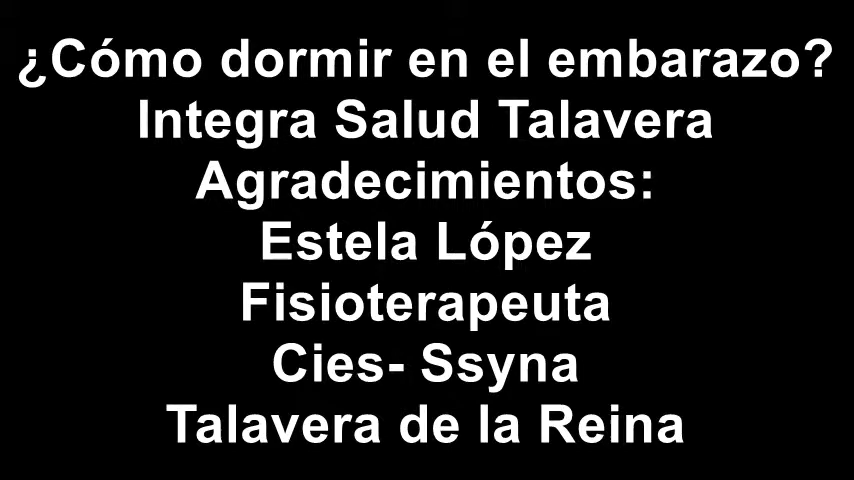 ¿Cómo dormir en el embarazo?
Integra Salud Talavera
Agradecimientos:
Estela López
Fisioterapeuta
Cies- Ssyna
Talavera de la Reina